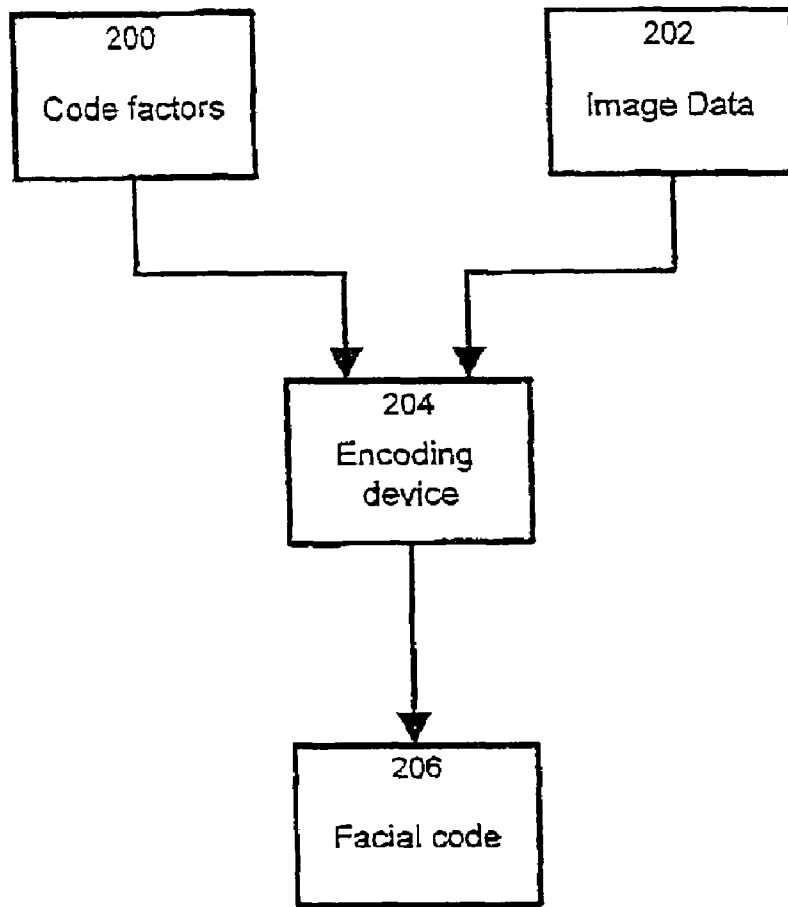 200
Code factors
202
Image Data
204
Encoding
device
206
Facial code